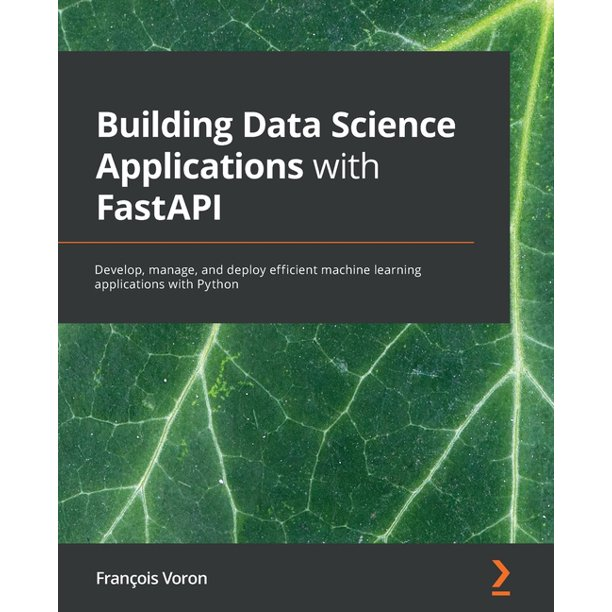 Building Data Science
Applications with
FastAPI
Develop, manage, and deploy efficient machine learning
applications with Python
François Voron